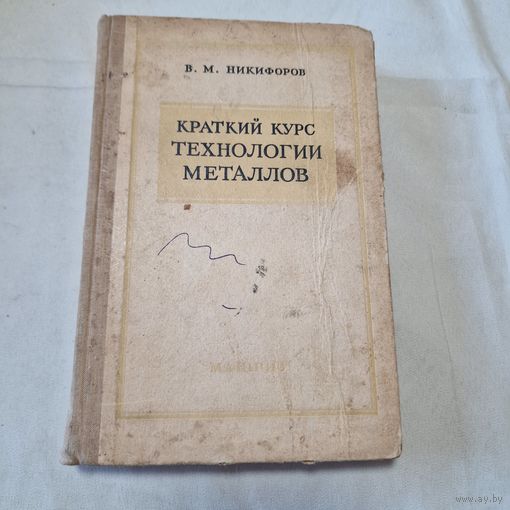 В. М. НИКИФОРОВ
КРАТКИЙ КУРС
ТЕХНОЛОГИИ
МЕТАЛЛОВ
МАШГИЗ
www.ay.by